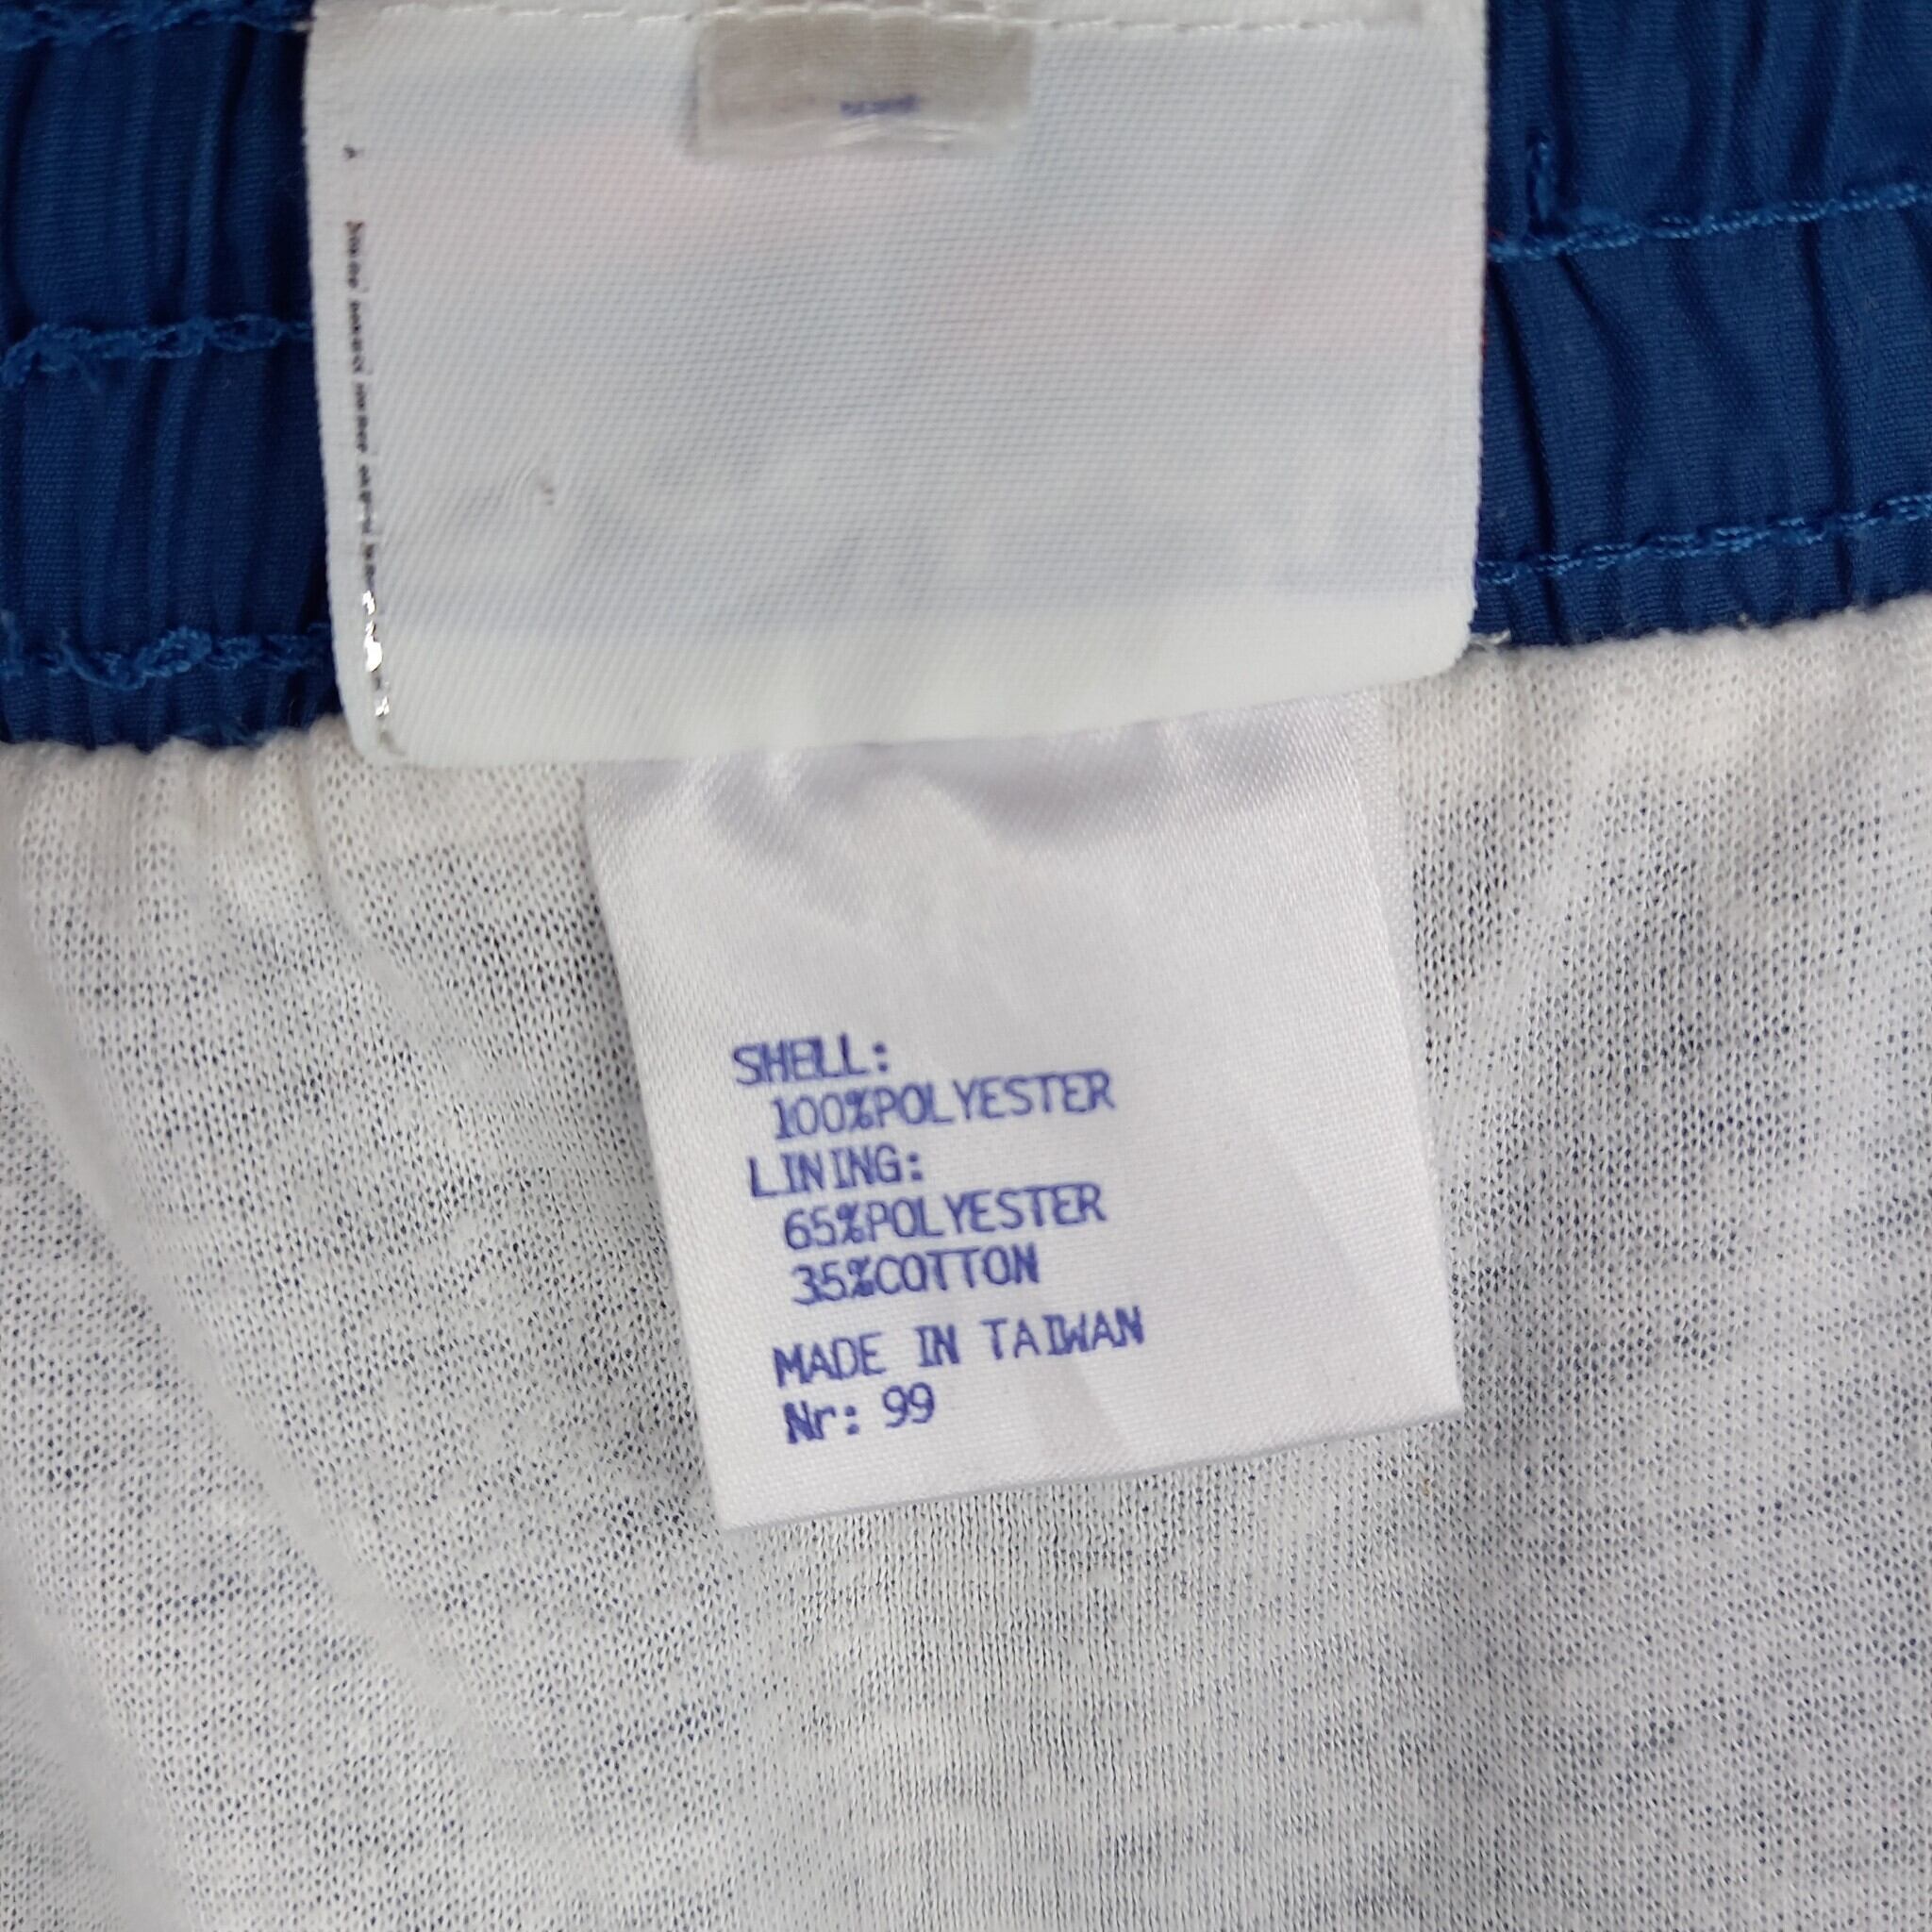 SHELL:
100%POLYESTER
LINING:
65%POLYESTER
35%COTTON
MADE IN TAIWAN
Nr: 99